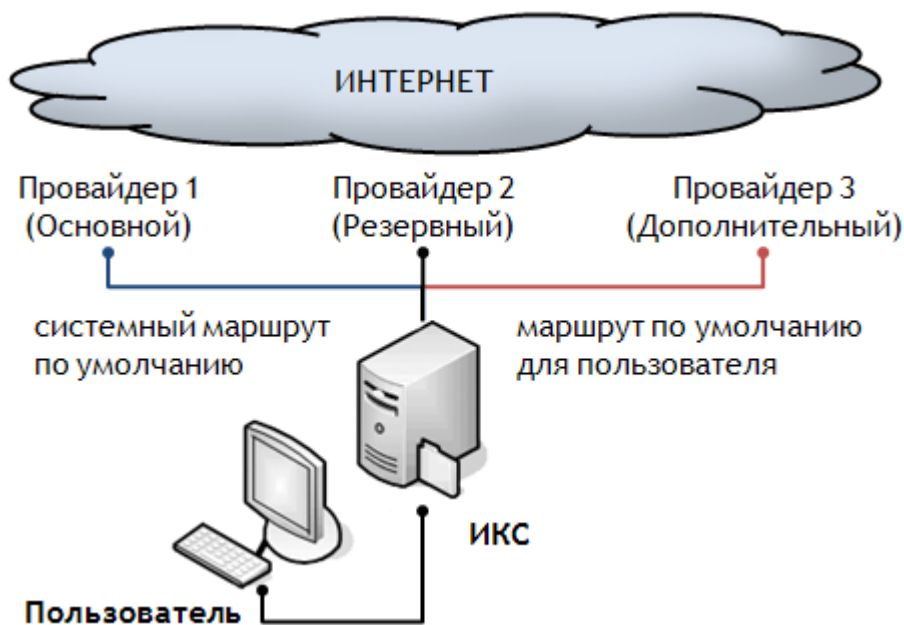 ИНТЕРНЕТ
Провайдер 1
(Основной)
Провайдер 2
(Резервный)
Провайдер 3
(Дополнительный)
системный маршрут
по умолчанию
маршрут по умолчанию
для пользователя
ИКС
Пользователь